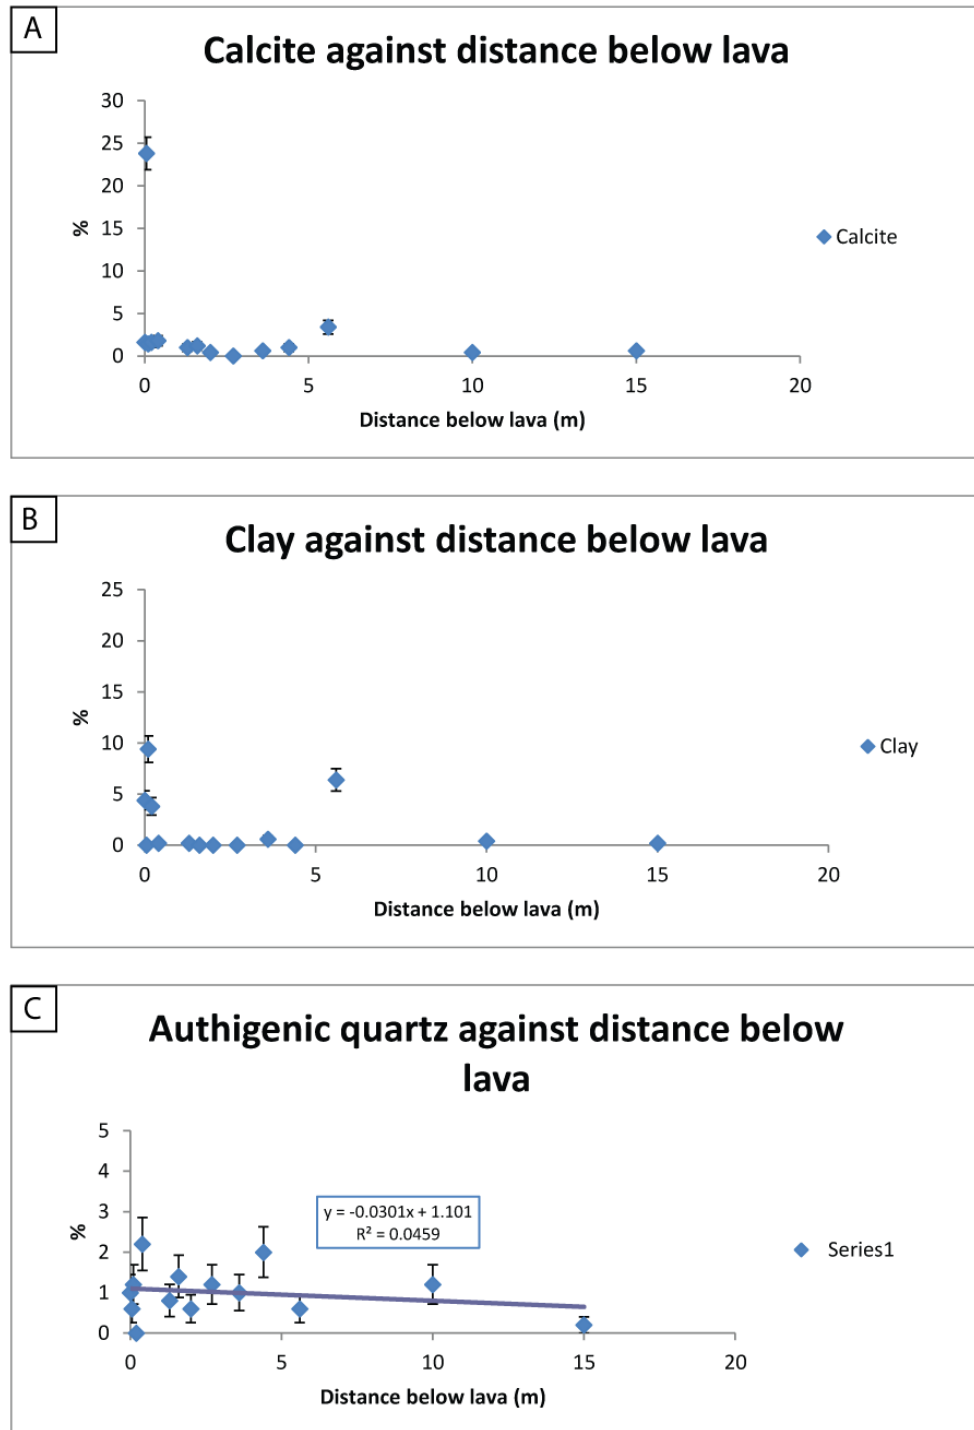 A
Calcite against distance below lava
30
25
20
15
10
5
0
%
0 5 10 15 20
Distance below lava (m)
Calcite
B
Clay against distance below lava
25
20
15
10
5
0
%
0 5 10 15 20
Distance below lava (m)
Clay
C
Authigenic quartz against distance below
lava
5
4
3
2
1
0
%
y = -0.0301x + 1.101
R² = 0.0459
0 5 10 15 20
Distance below lava (m)
Series1